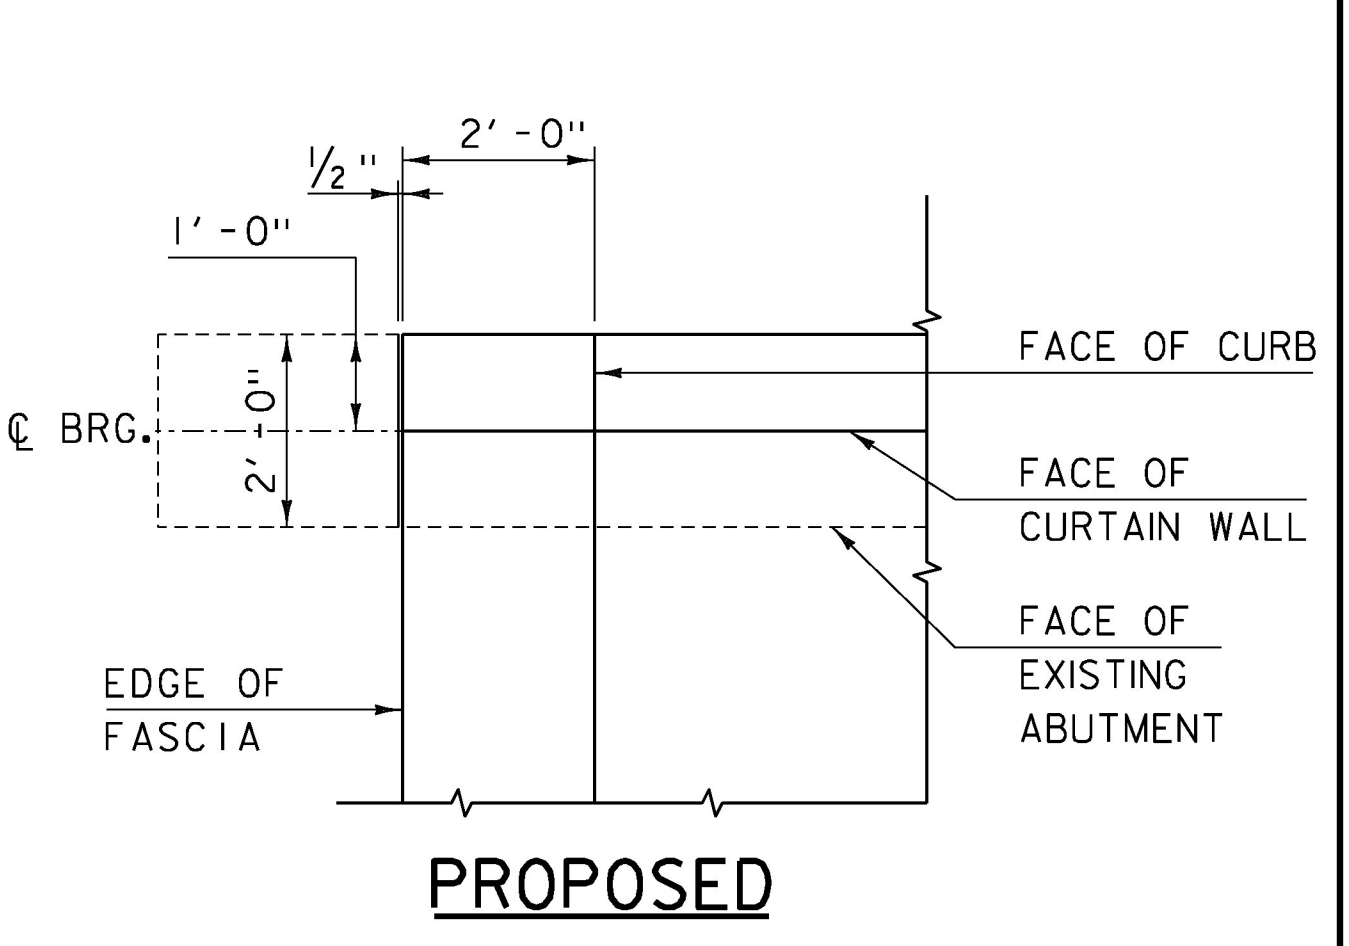 2'-0"
1/2"
1'-0"
FACE OF CURB
2'-0"
℄ BRG.
FACE OF
CURTAIN WALL
FACE OF
EXISTING
ABUTMENT
EDGE OF
FASCIA
PROPOSED